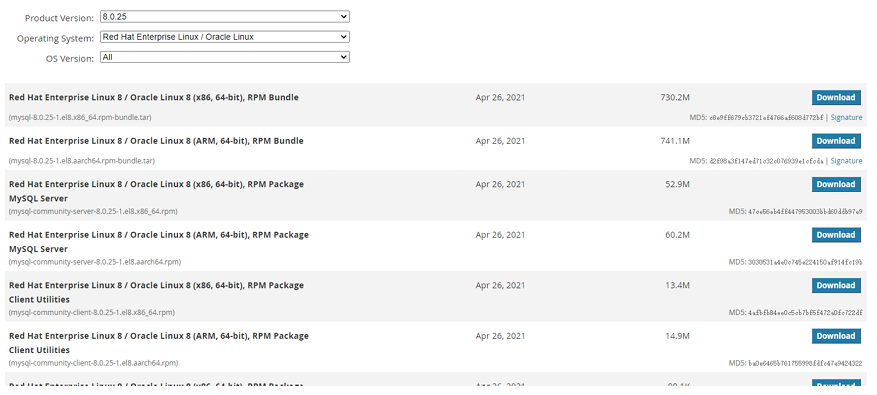 Product Version: 8.0.25
Operating System: Red Hat Enterprise Linux / Oracle Linux
OS Version: All
Red Hat Enterprise Linux 8 / Oracle Linux 8 (x86, 64-bit), RPM Bundle Apr 26, 2021 730.2M Download
(mysql-8.0.25-1.el8.x86_64.rpm-bundle.tar) MD5: | Signature
Red Hat Enterprise Linux 8 / Oracle Linux 8 (ARM, 64-bit), RPM Bundle Apr 26, 2021 741.1M Download
(mysql-8.0.25-1.el8.aarch64.rpm-bundle.tar) MD5: | Signature
Red Hat Enterprise Linux 8 / Oracle Linux 8 (x86, 64-bit), RPM Package Apr 26, 2021 52.9M Download
MySQL Server
(mysql-community-server-8.0.25-1.el8.x86_64.rpm) MD5:
Red Hat Enterprise Linux 8 / Oracle Linux 8 (ARM, 64-bit), RPM Package Apr 26, 2021 60.2M Download
MySQL Server
(mysql-community-server-8.0.25-1.el8.aarch64.rpm) MD5:
Red Hat Enterprise Linux 8 / Oracle Linux 8 (x86, 64-bit), RPM Package Apr 26, 2021 13.4M Download
Client Utilities
(mysql-community-client-8.0.25-1.el8.x86_64.rpm) MD5:
Red Hat Enterprise Linux 8 / Oracle Linux 8 (ARM, 64-bit), RPM Package Apr 26, 2021 14.9M Download
Client Utilities
(mysql-community-client-8.0.25-1.el8.aarch64.rpm) MD5:
Red Hat Enterprise Linux 8 / Oracle Linux 8 (x86, 64-bit), RPM Package Apr 26, 2021 Download